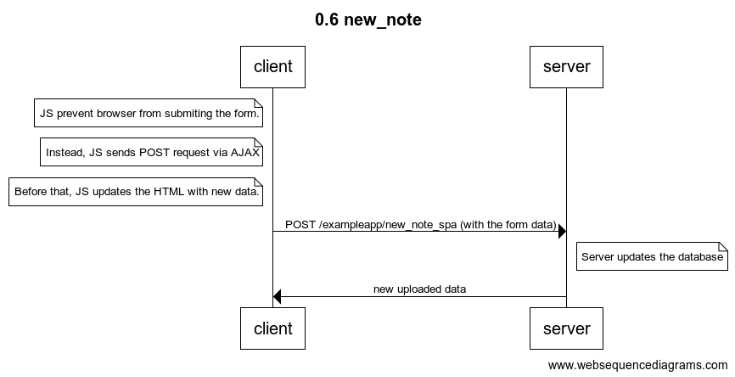 0.6 new_note
client
server
JS prevent browser from submiting the form.
Instead, JS sends POST request via AJAX
Before that, JS updates the HTML with new data.
POST /exampleapp/new_note_spa (with the form data)
Server updates the database
new uploaded data
client
server
www.websequencediagrams.com